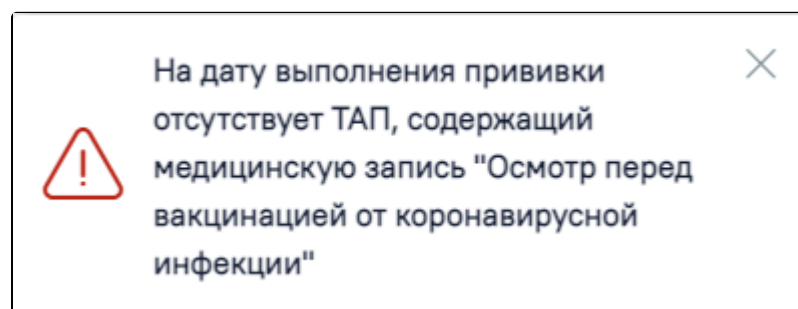 На дату выполнения прививки
отсутствует ТАП, содержащий
медицинскую запись "Осмотр перед
вакцинацией от коронавирусной
инфекции"